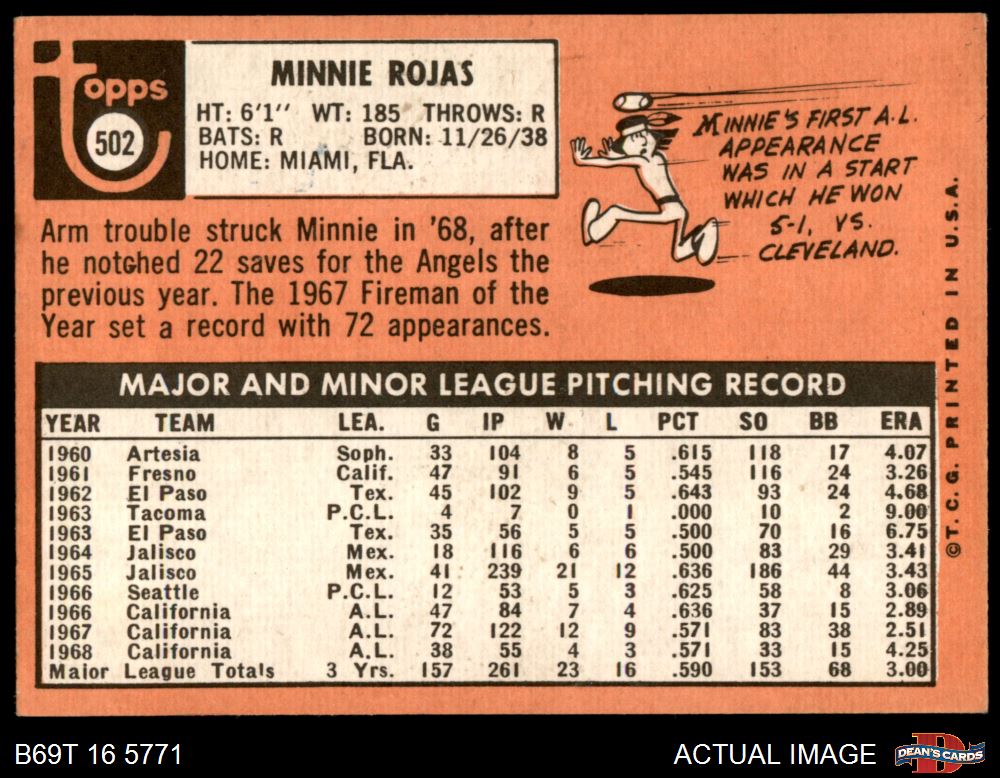 Topps
502
MINNIE ROJAS
HT: 6'1'' WT: 185 THROWS: R
BATS: R BORN: 11/26/38
HOME: MIAMI, FLA.
MINNIE'S FIRST A.L.
APPEARANCE
WAS IN A START
WHICH HE WON
5-1, VS.
CLEVELAND.
Arm trouble struck Minnie in '68, after
he notched 22 saves for the Angels the
previous year. The 1967 Fireman of the
Year set a record with 72 appearances.
MAJOR AND MINOR LEAGUE PITCHING RECORD
YEAR TEAM LEA. G IP W L PCT SO BB ERA
1960 Artesia Soph. 33 104 8 5 .615 118 17 4.07
1961 Fresno Calif. 47 91 6 5 .545 116 24 3.26
1962 El Paso Tex. 45 102 9 5 .643 93 24 4.68
1963 Tacoma P.C.L. 4 7 0 1 .000 10 2 9.00
1963 El Paso Tex. 35 56 5 5 .500 70 16 6.75
1964 Jalisco Mex. 18 116 6 6 .500 83 29 3.41
1965 Jalisco Mex. 41 239 21 12 .636 186 44 3.43
1966 Seattle P.C.L. 12 53 5 3 .625 58 8 3.06
1966 California A.L. 47 84 7 4 .636 37 15 2.89
1967 California A.L. 72 122 12 9 .571 83 38 2.51
1968 California A.L. 38 55 4 3 .571 33 15 4.25
Major League Totals 3 Yrs. 157 261 23 16 .590 153 68 3.00
© T. C. G. PRINTED IN U.S.A.
B69T 16 5771
ACTUAL IMAGE
D
DEAN'S CARDS